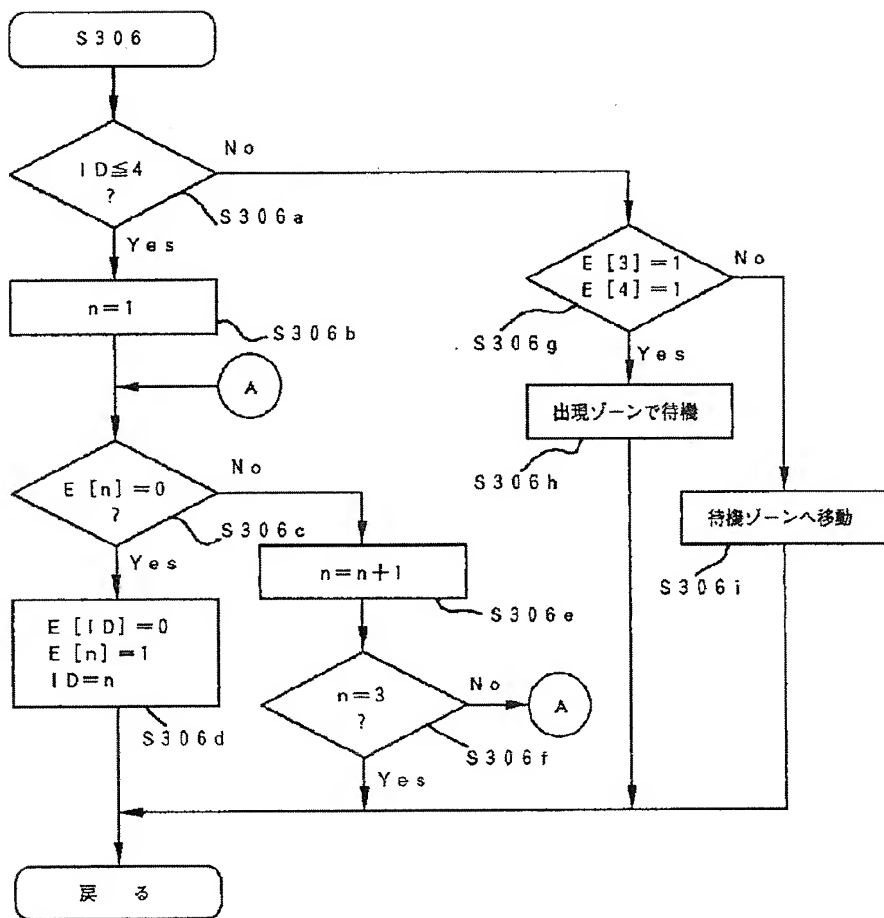 S306
ID≦4
?
No
S306a
Yes
n=1
S306b
A
E[n]=0
?
No
S306c
Yes
E[ID]=0
E[n]=1
ID=n
S306d
n=n+1
S306e
n=3
?
No
A
S306f
Yes
E[3]=1
E[4]=1
No
S306g
Yes
出現ゾーンで待機
S306h
待機ゾーンへ移動
S306i
戻る